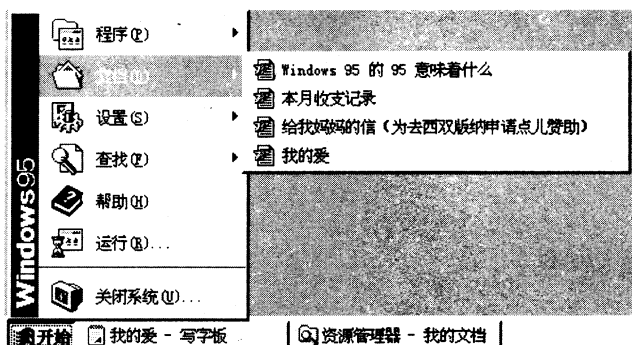 程序(P)
设置(S)
查找(F)
帮助(H)
运行(R)...
关闭系统(U)...
Windows 95
Windows 95 的 95 意味着什么
本月收支记录
给我妈妈的信（为去西双版纳申请点儿赞助）
我的爱
开始
我的爱 - 写字板
资源管理器 - 我的文档